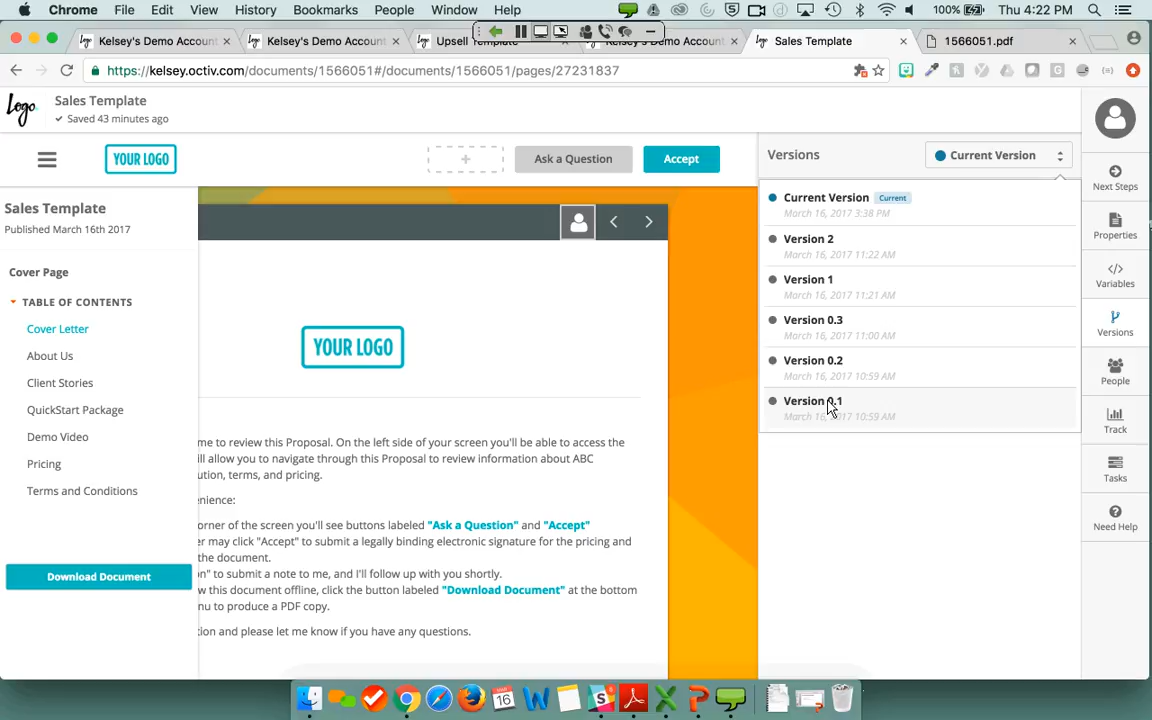 Chrome File Edit View History Bookmarks People Window Help 100% Thu 4:22 PM
Kelsey's Demo Account Kelsey's Demo Account Upsell Template Kelsey's Demo Account Sales Template 1566051.pdf
https://kelsey.octiv.com/documents/1566051#/documents/1566051/pages/27231837
Logo Sales Template
Saved 43 minutes ago
YOUR LOGO Ask a Question Accept Versions Current Version
Sales Template
Published March 16th 2017
Cover Page
TABLE OF CONTENTS
Cover Letter
About Us
Client Stories
QuickStart Package
Demo Video
Pricing
Terms and Conditions
Download Document
YOUR LOGO
me to review this Proposal. On the left side of your screen you'll be able to access the
ill allow you to navigate through this Proposal to review information about ABC
ution, terms, and pricing.
enience:
orner of the screen you'll see buttons labeled "Ask a Question" and "Accept"
er may click "Accept" to submit a legally binding electronic signature for the pricing and
the document.
on" to submit a note to me, and I'll follow up with you shortly.
w this document offline, click the button labeled "Download Document" at the bottom
nu to produce a PDF copy.
tion and please let me know if you have any questions.
Current Version Current
March 16, 2017 3:38 PM
Version 2
March 16, 2017 11:22 AM
Version 1
March 16, 2017 11:21 AM
Version 0.3
March 16, 2017 11:00 AM
Version 0.2
March 16, 2017 10:59 AM
Version 0.1
March 16, 2017 10:59 AM
Next Steps
Properties
Variables
Versions
People
Track
Tasks
Need Help